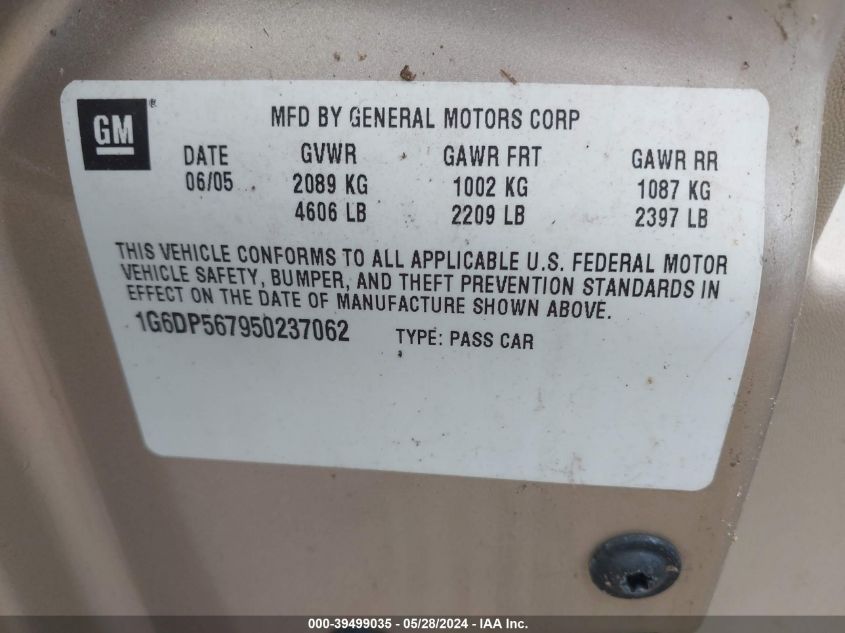 GM®
MFD BY GENERAL MOTORS CORP
DATE GVWR GAWR FRT GAWR RR
06/05 2089 KG 1002 KG 1087 KG
4606 LB 2209 LB 2397 LB
THIS VEHICLE CONFORMS TO ALL APPLICABLE U.S. FEDERAL MOTOR
VEHICLE SAFETY, BUMPER, AND THEFT PREVENTION STANDARDS IN
EFFECT ON THE DATE OF MANUFACTURE SHOWN ABOVE.
1G6DP567950237062 TYPE: PASS CAR
000-39499035 - 05/28/2024 - IAA Inc.